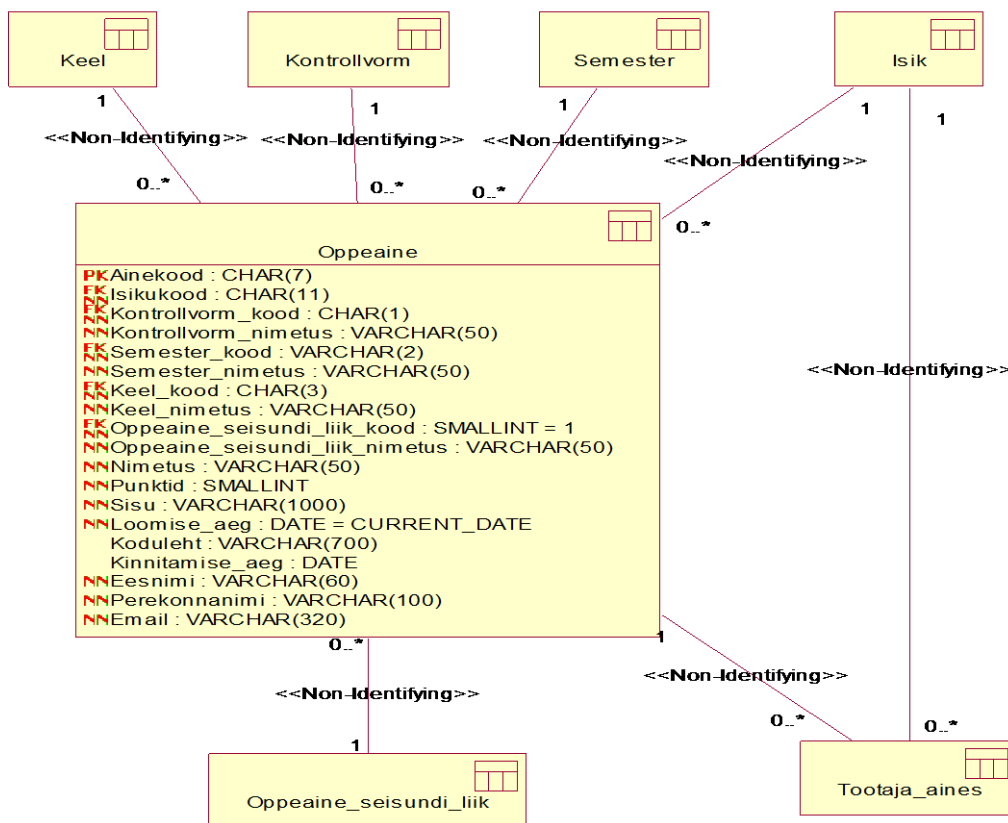 Keel
Kontrollvorm
Semester
Isik
1
1
1
1
1
<<Non-Identifying>>
<<Non-Identifying>>
<<Non-Identifying>>
<<Non-Identifying>>
0..*
0..*
0..*
0..*
Oppeaine
PK Ainekood : CHAR(7)
FK NN Isikukood : CHAR(11)
FK NN Kontrollvorm_kood : CHAR(1)
NN Kontrollvorm_nimetus : VARCHAR(50)
FK NN Semester_kood : VARCHAR(2)
NN Semester_nimetus : VARCHAR(50)
FK NN Keel_kood : CHAR(3)
NN Keel_nimetus : VARCHAR(50)
FK NN Oppeaine_seisundi_liik_kood : SMALLINT = 1
NN Oppeaine_seisundi_liik_nimetus : VARCHAR(50)
NN Nimetus : VARCHAR(50)
NN Punktid : SMALLINT
NN Sisu : VARCHAR(1000)
NN Loomise_aeg : DATE = CURRENT_DATE
Koduleht : VARCHAR(700)
Kinnitamise_aeg : DATE
NN Eesnimi : VARCHAR(60)
NN Perekonnanimi : VARCHAR(100)
NN Email : VARCHAR(320)
<<Non-Identifying>>
0..*
1
<<Non-Identifying>>
<<Non-Identifying>>
1
0..*
0..*
Oppeaine_seisundi_liik
Tootaja_aines